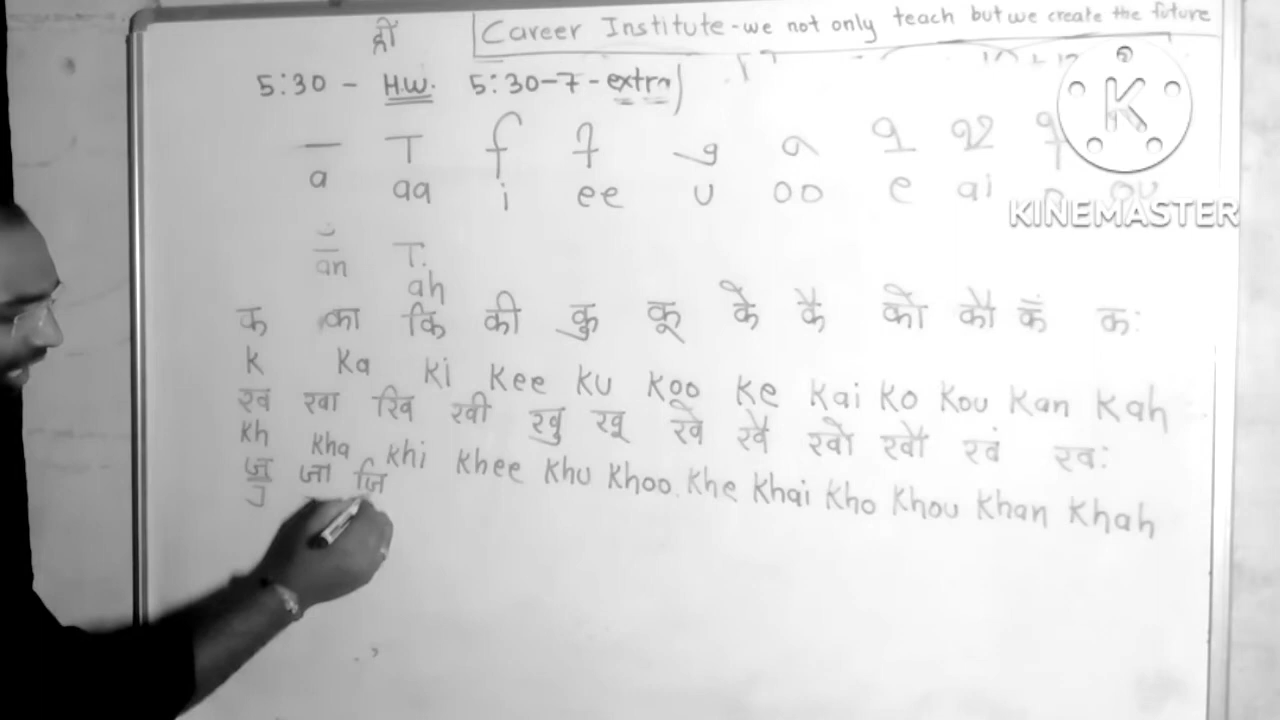 ह्रीं
Career Institute - we not only teach but we create the future
5:30 - H.W. 5:30-7 - extra
ा ि ी ु ू े ै
a aa i ee u oo e ai ou
KINEMASTER
an ah
क का कि की कु कू के कै को कौ कं कः
K Ka Ki Kee Ku Koo Ke Kai Ko Kou Kan Kah
ख खा खि खी खु खू खे खै खो खौ खं खः
Kh Kha Khi Khee Khu Khoo. Khe Khai Kho Khou Khan Khah
ज जा जि
J